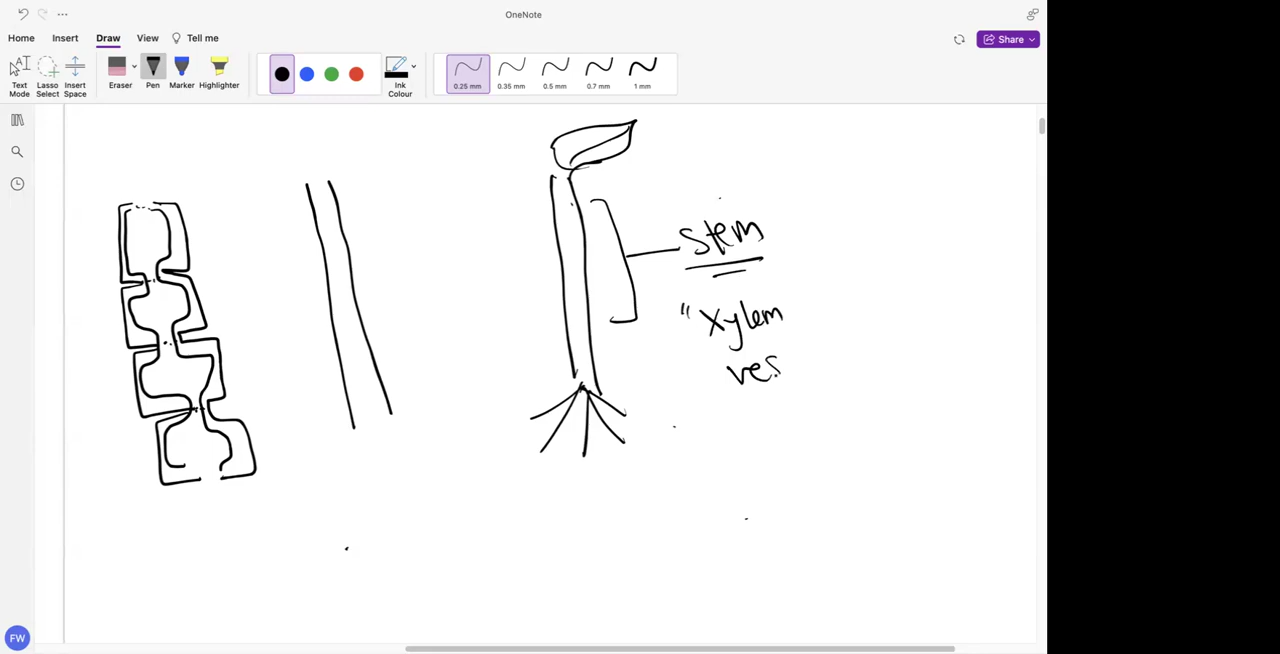 OneNote
Home Insert Draw View Tell me
Share
Text Mode
Lasso Select
Insert Space
Eraser
Pen
Marker
Highlighter
Ink Colour
0.25 mm
0.35 mm
0.5 mm
0.7 mm
1 mm
Stem
"Xylem
ves
FW